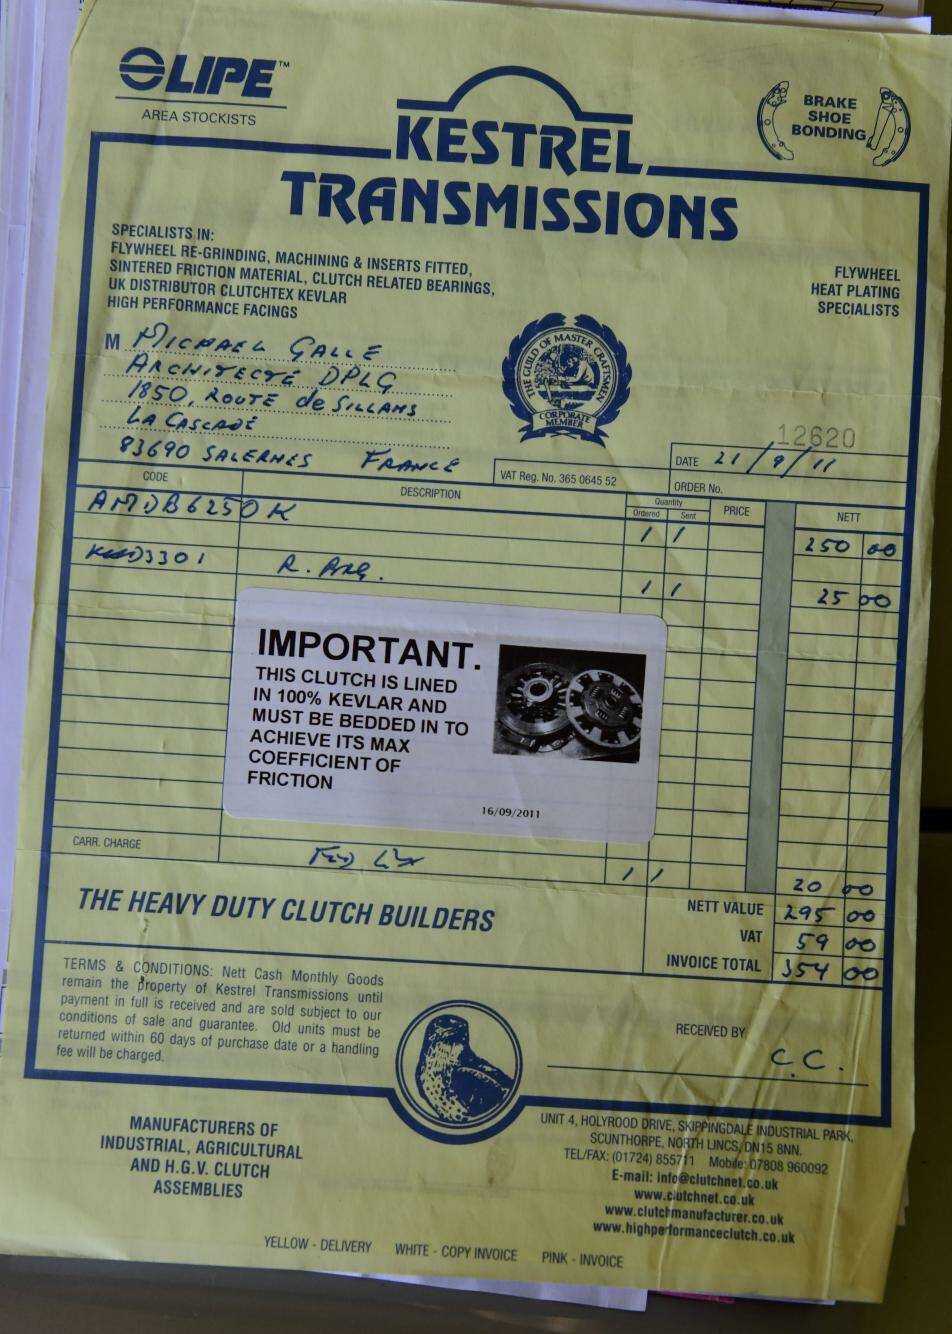 LIPE™
AREA STOCKISTS
KESTREL
TRANSMISSIONS
BRAKE
SHOE
BONDING
SPECIALISTS IN:
FLYWHEEL RE-GRINDING, MACHINING & INSERTS FITTED,
SINTERED FRICTION MATERIAL, CLUTCH RELATED BEARINGS,
UK DISTRIBUTOR CLUTCHTEX KEVLAR
HIGH PERFORMANCE FACINGS
FLYWHEEL
HEAT PLATING
SPECIALISTS
M MICHAEL GALLE
ARCHITECTE DPLG
1850, ROUTE de SILLANS
LA CASCADE
83690 SALERNES FRANCE
THE GUILD OF MASTER CRAFTSMEN
CORPORATE
MEMBER
12620
DATE 21/9/11
VAT Reg. No. 365 0645 52
ORDER No.
CODE DESCRIPTION Quantity Ordered Sent PRICE NETT
AMDB6250K
1 1 250 00
D3301 R.
1 1 25 00
IMPORTANT.
THIS CLUTCH IS LINED
IN 100% KEVLAR AND
MUST BE BEDDED IN TO
ACHIEVE ITS MAX
COEFFICIENT OF
FRICTION
16/09/2011
CARR. CHARGE
1 1 20 00
THE HEAVY DUTY CLUTCH BUILDERS
NETT VALUE 295 00
VAT 59 00
INVOICE TOTAL 354 00
TERMS & CONDITIONS: Nett Cash Monthly Goods
remain the property of Kestrel Transmissions until
payment in full is received and are sold subject to our
conditions of sale and guarantee. Old units must be
returned within 60 days of purchase date or a handling
fee will be charged.
RECEIVED BY
C.C.
MANUFACTURERS OF
INDUSTRIAL, AGRICULTURAL
AND H.G.V. CLUTCH
ASSEMBLIES
UNIT 4, HOLYROOD DRIVE, SKIPPINGDALE INDUSTRIAL PARK,
SCUNTHORPE, NORTH LINCS, DN15 8NN.
TEL/FAX: (01724) 855711 Mobile: 07808 960092
E-mail: info@clutchnet.co.uk
www.clutchnet.co.uk
www.clutchmanufacturer.co.uk
www.highperformanceclutch.co.uk
YELLOW - DELIVERY WHITE - COPY INVOICE PINK - INVOICE